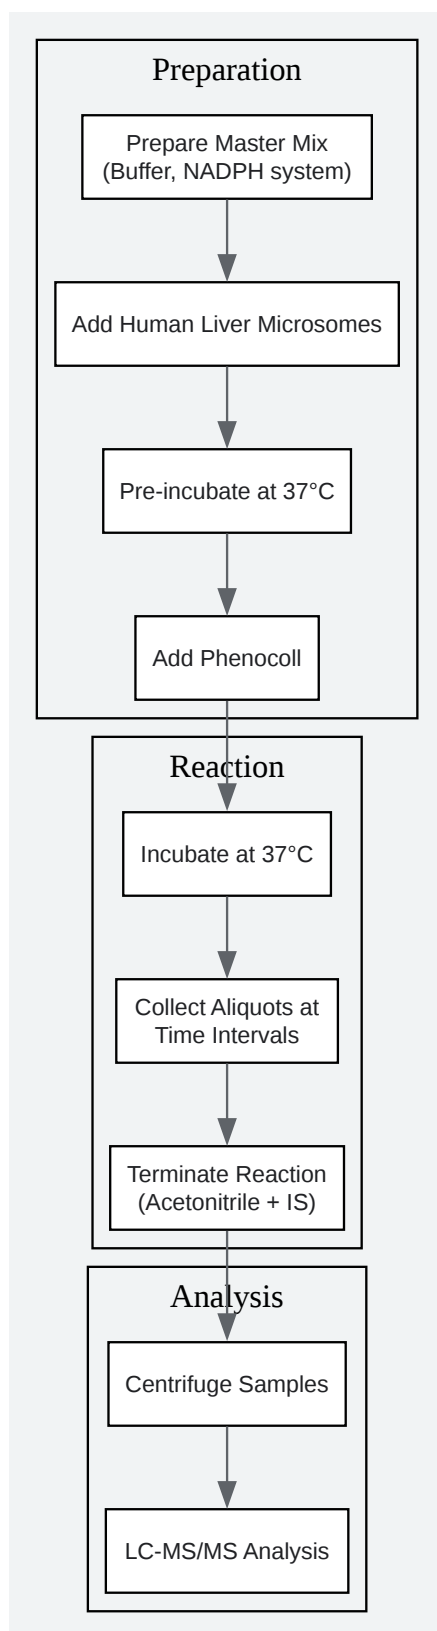 Preparation
Prepare Master Mix
(Buffer, NADPH system)
Add Human Liver Microsomes
Pre-incubate at 37°C
Add Phenocoll
Reaction
Incubate at 37°C
Collect Aliquots at
Time Intervals
Terminate Reaction
(Acetonitrile + IS)
Analysis
Centrifuge Samples
LC-MS/MS Analysis